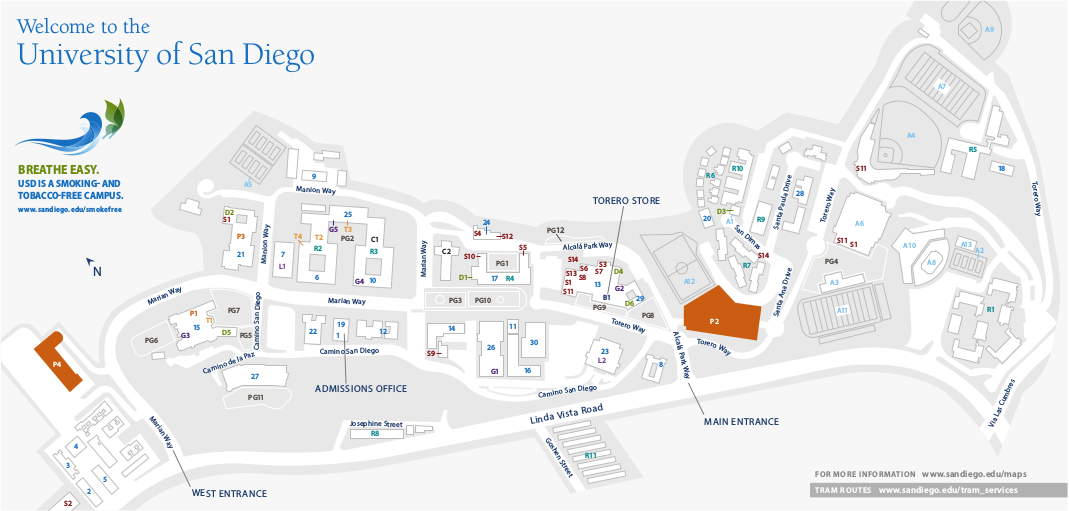 Welcome to the
University of San Diego
BREATHE EASY.
USD IS A SMOKING- AND
TOBACCO-FREE CAMPUS.
www.sandiego.edu/smokefree
N
A9
A7
A4
S11
R5
18
Torero Way
A5
9
Marion Way
D2
S1
P3
21
Marion Way
7
L1
T4
25
G5
T3
T2
PG2
R2
6
C1
R3
G4
10
Marian Way
C2
24
S4
S12
S5
S10
PG1
D1
17
R4
TORERO STORE
PG12
Alcalá Park Way
S14
S6
S3
S13
S7
S1
S8
13
S11
D4
G2
B1
PG9
D6
29
PG8
R6
R10
D3
A1
20
San Dimas
R9
R7
S14
Santa Paula Drive
28
Torero Way
A6
S11
S1
PG4
A10
A8
A13
A2
A3
A11
A12
R1
Santa Ana Drive
P2
Torero Way
Marian Way
P1
T1
15
G3
PG7
PG6
D5
PG5
Camino San Diego
Camino de la Paz
27
PG11
Marian Way
22
19
1
12
Camino San Diego
ADMISSIONS OFFICE
PG3
PG10
14
S9
26
G1
11
30
16
Torero Way
23
L2
8
Alcalá Park Way
Camino San Diego
Linda Vista Road
MAIN ENTRANCE
Via Las Cumbres
Josephine Street
R8
Goshen Street
R11
P4
4
3
5
2
S2
Marian Way
WEST ENTRANCE
FOR MORE INFORMATION www.sandiego.edu/maps
TRAM ROUTES www.sandiego.edu/tram_services